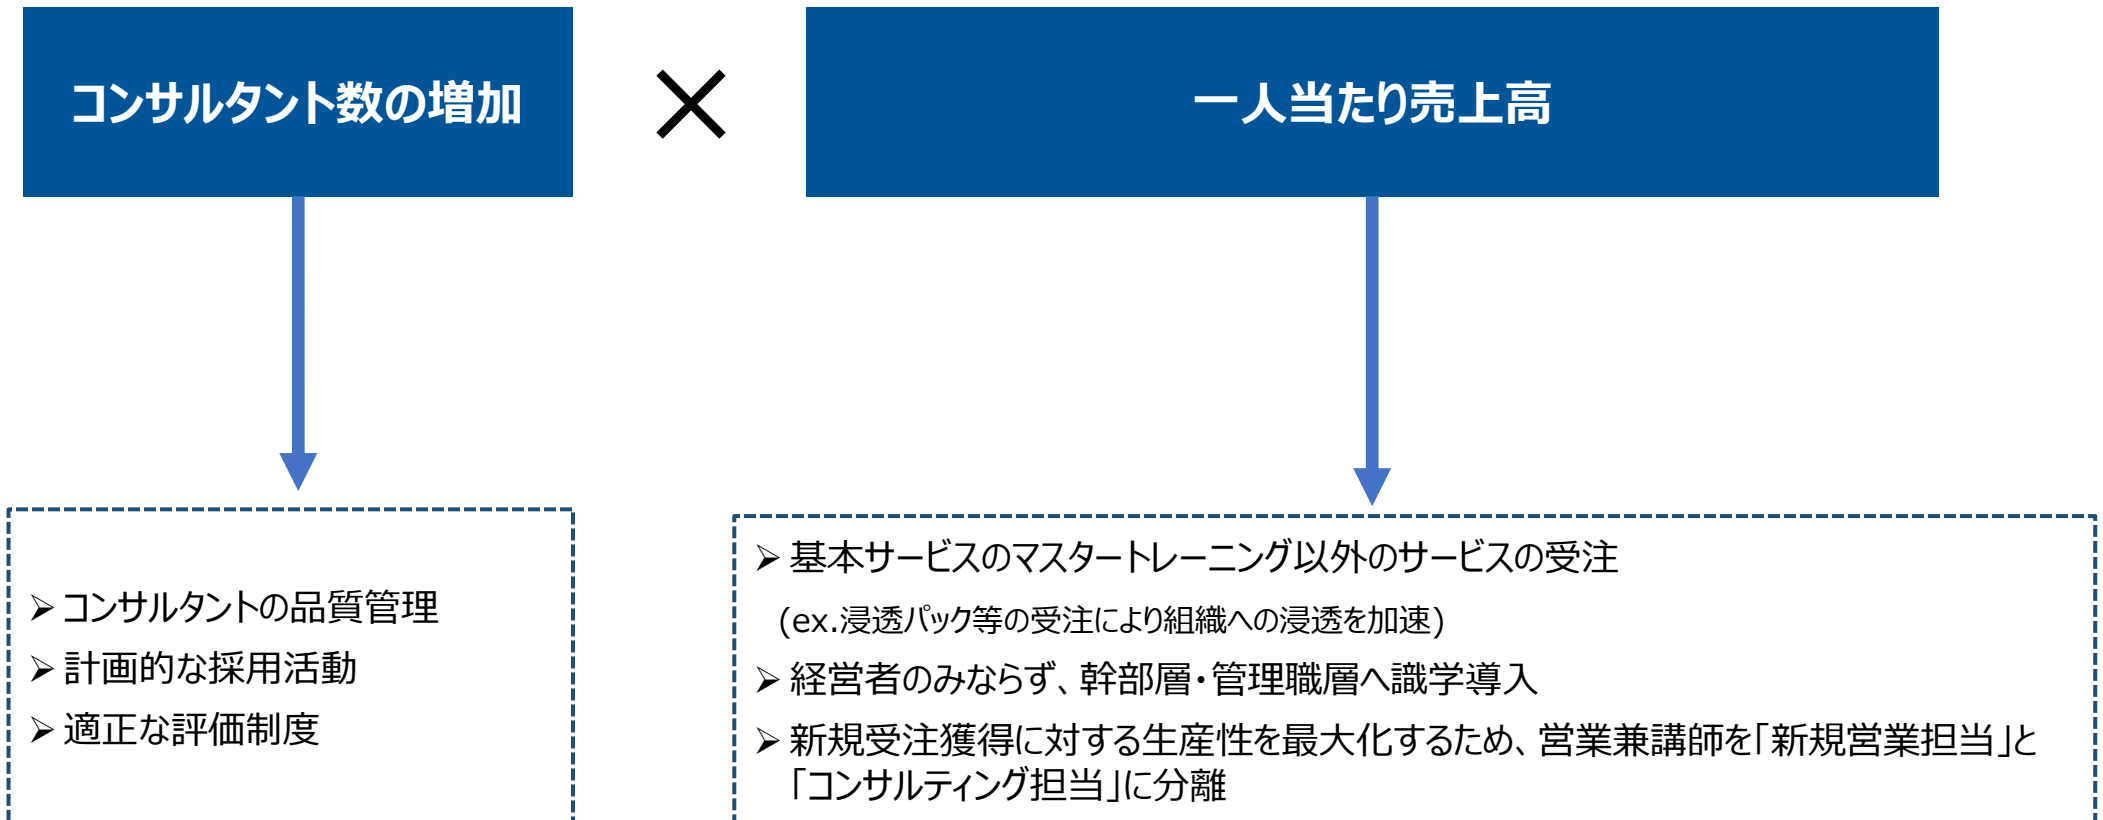 コンサルタント数の増加
×
一人当たり売上高
➢ コンサルタントの品質管理
➢ 計画的な採用活動
➢ 適正な評価制度
➢ 基本サービスのマスタートレーニング以外のサービスの受注
(ex.浸透パック等の受注により組織への浸透を加速)
➢ 経営者のみならず、幹部層・管理職層へ識学導入
➢ 新規受注獲得に対する生産性を最大化するため、営業兼講師を「新規営業担当」と
「コンサルティング担当」に分離